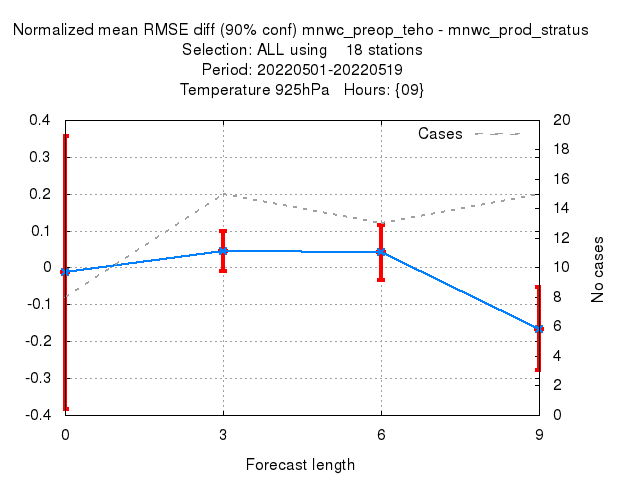 Normalized mean RMSE diff (90% conf) mnwc_preop_teho - mnwc_prod_stratus
Selection: ALL using 18 stations
Period: 20220501-20220519
Temperature 925hPa Hours: {09}
Cases
0.4
0.3
0.2
0.1
0
-0.1
-0.2
-0.3
-0.4
20
18
16
14
12
10
8
6
4
2
0
No cases
0 3 6 9
Forecast length